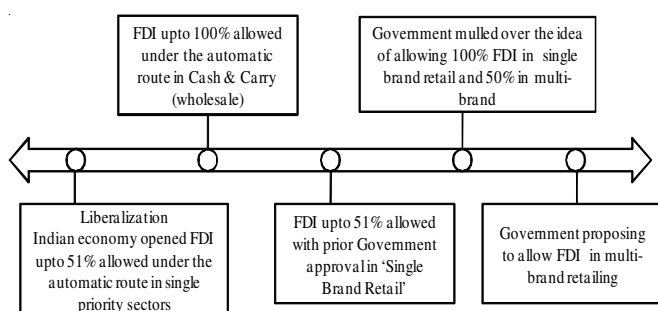 FDI upto 100% allowed
under the automatic
route in Cash & Carry
(wholesale)
Government mulled over the idea
of allowing 100% FDI in single
brand retail and 50% in multi-
brand
Liberalization
Indian economy opened FDI
upto 51% allowed under the
automatic route in single
priority sectors
FDI upto 51% allowed
with prior Government
approval in ‘Single
Brand Retail’
Government proposing
to allow FDI in multi-
brand retailing